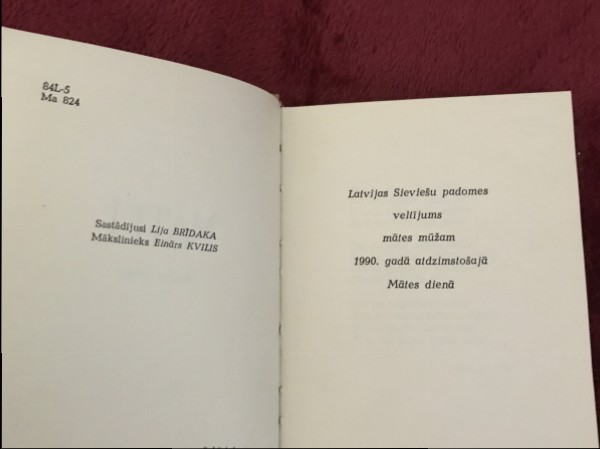 84L-5
Ma 824
Sastādījusi Lija BRĪDAKA
Mākslinieks Einārs KVILIS
Latvijas Sieviešu padomes
veltījums
mātes mūžam
1990. gadā atdzimstošajā
Mātes dienā